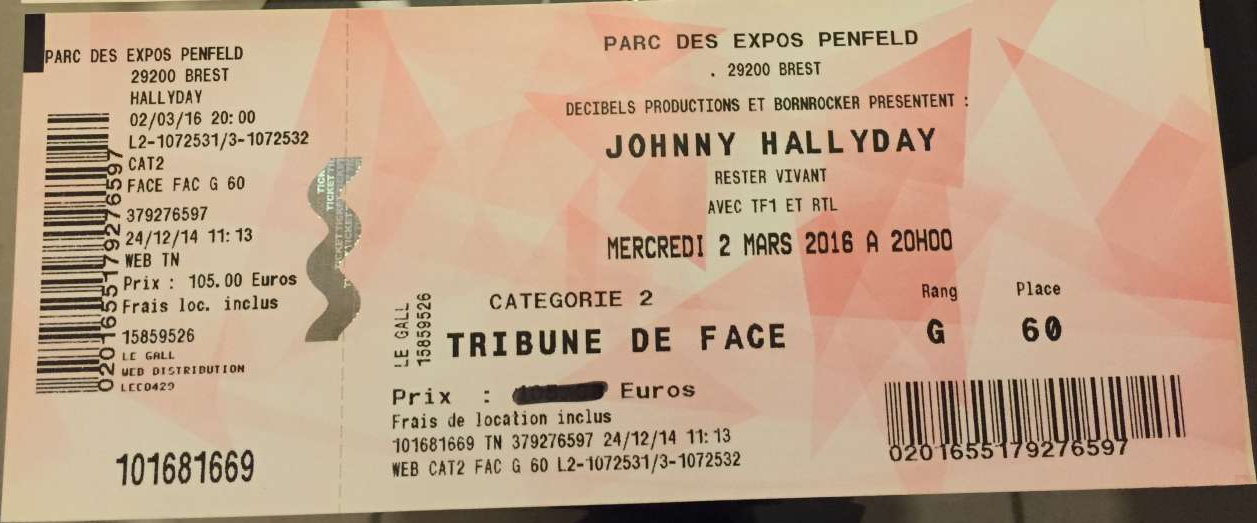 PARC DES EXPOS PENFELD
29200 BREST
HALLYDAY
02/03/16 20:00
L2-1072531/3-1072532
CAT2
FACE FAC G 60
379276597
24/12/14 11:13
WEB TN
Prix : 105.00 Euros
Frais loc. inclus
15859526
LE GALL
WEB DISTRIBUTION
LEC0429
0201655179276597
101681669
TICKET
PARC DES EXPOS PENFELD
. 29200 BREST
DECIBELS PRODUCTIONS ET BORNROCKER PRESENTENT :
JOHNNY HALLYDAY
RESTER VIVANT
AVEC TF1 ET RTL
MERCREDI 2 MARS 2016 A 20H00
CATEGORIE 2
Rang Place
LE GALL
15859526
TRIBUNE DE FACE G 60
Prix : Euros
Frais de location inclus
101681669 TN 379276597 24/12/14 11:13
WEB CAT2 FAC G 60 L2-1072531/3-1072532
0201655179276597